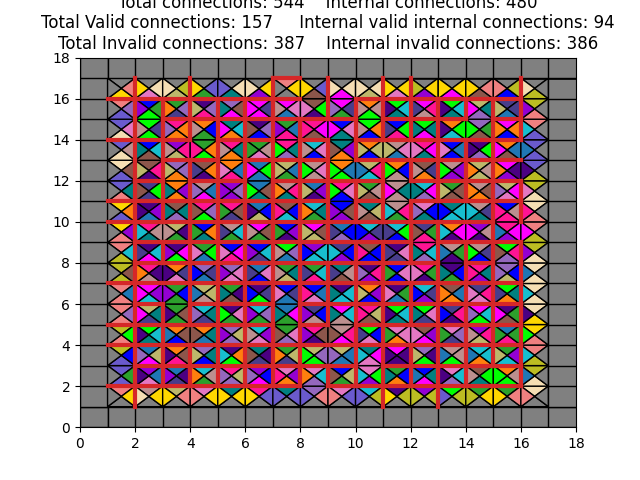 Total connections: 544    Internal connections: 480
Total Valid connections: 157    Internal valid internal connections: 94
Total Invalid connections: 387    Internal invalid connections: 386
18
16
14
12
10
8
6
4
2
0
0 2 4 6 8 10 12 14 16 18